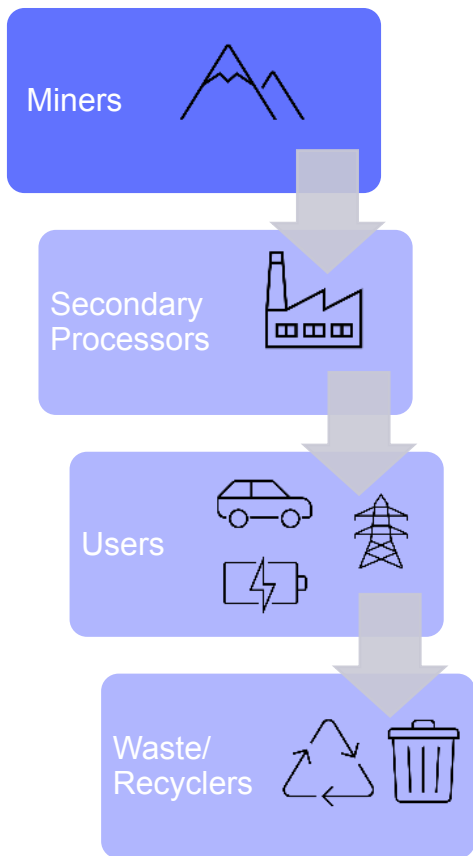 Miners
Secondary
Processors
Users
Waste/
Recyclers